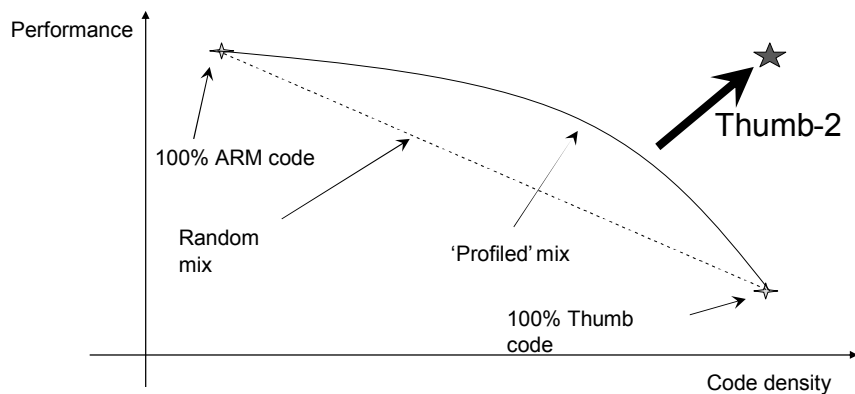 Performance
Thumb-2
100% ARM code
Random
mix
‘Profiled’ mix
100% Thumb
code
Code density